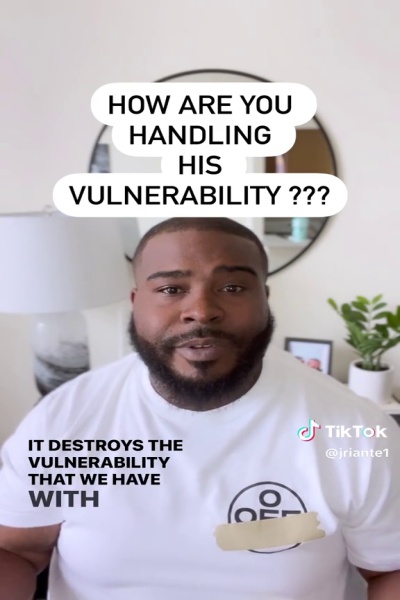 HOW ARE YOU
HANDLING
HIS
VULNERABILITY ???
IT DESTROYS THE
VULNERABILITY
THAT WE HAVE
WITH
TikTok
@jriante1
O